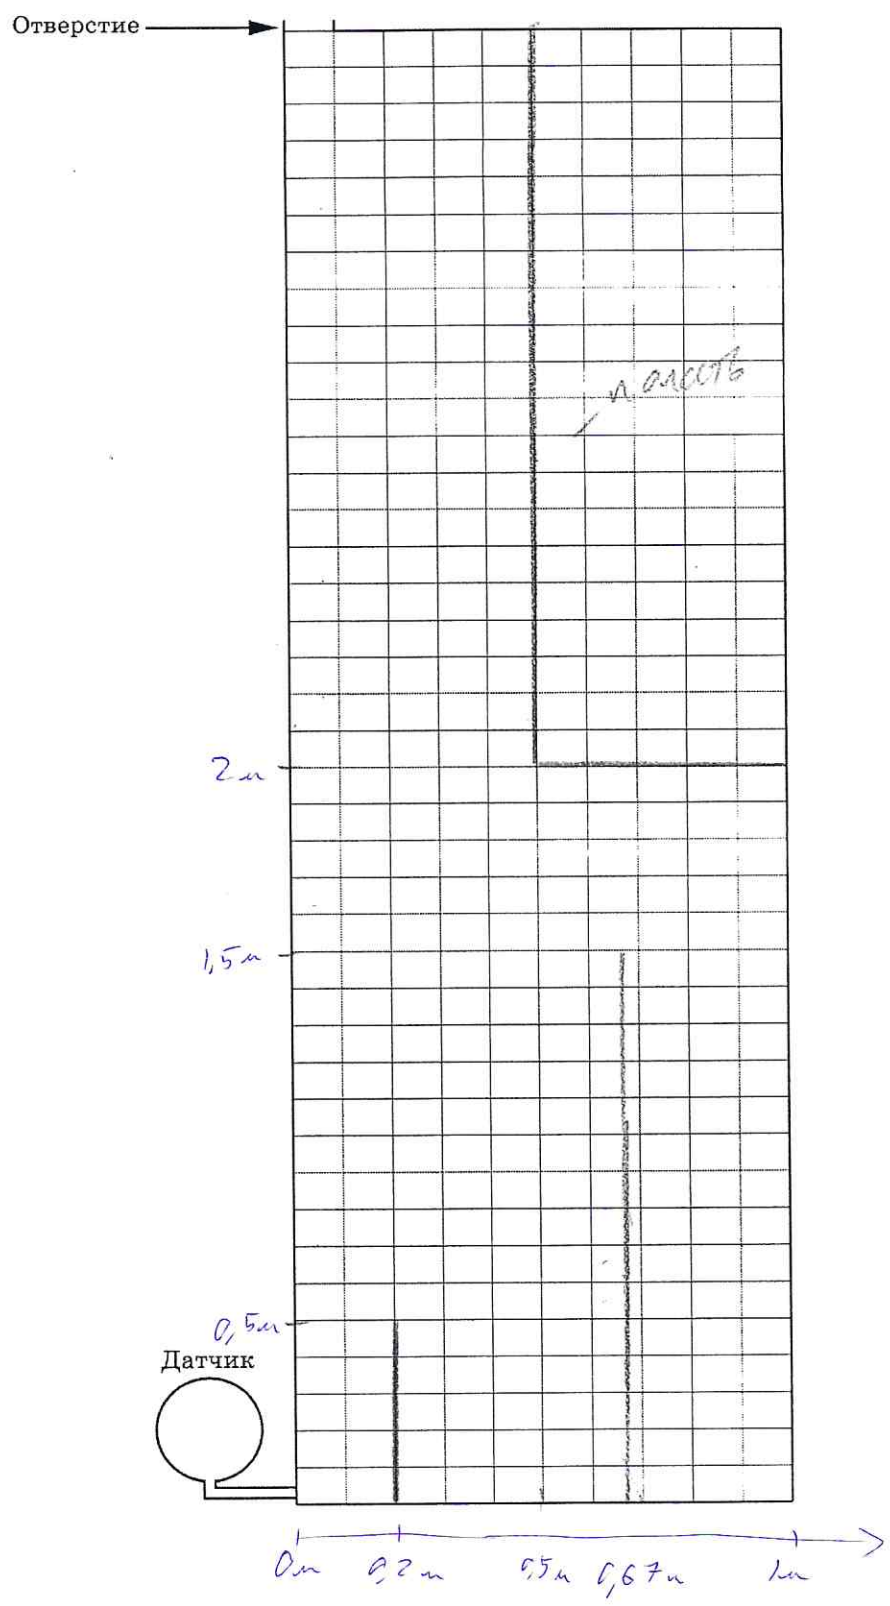 Отверстие
полость
2 м
1,5 м
0,5 м
Датчик
0 м 0,2 м 0,5 м 0,67 м 1 м